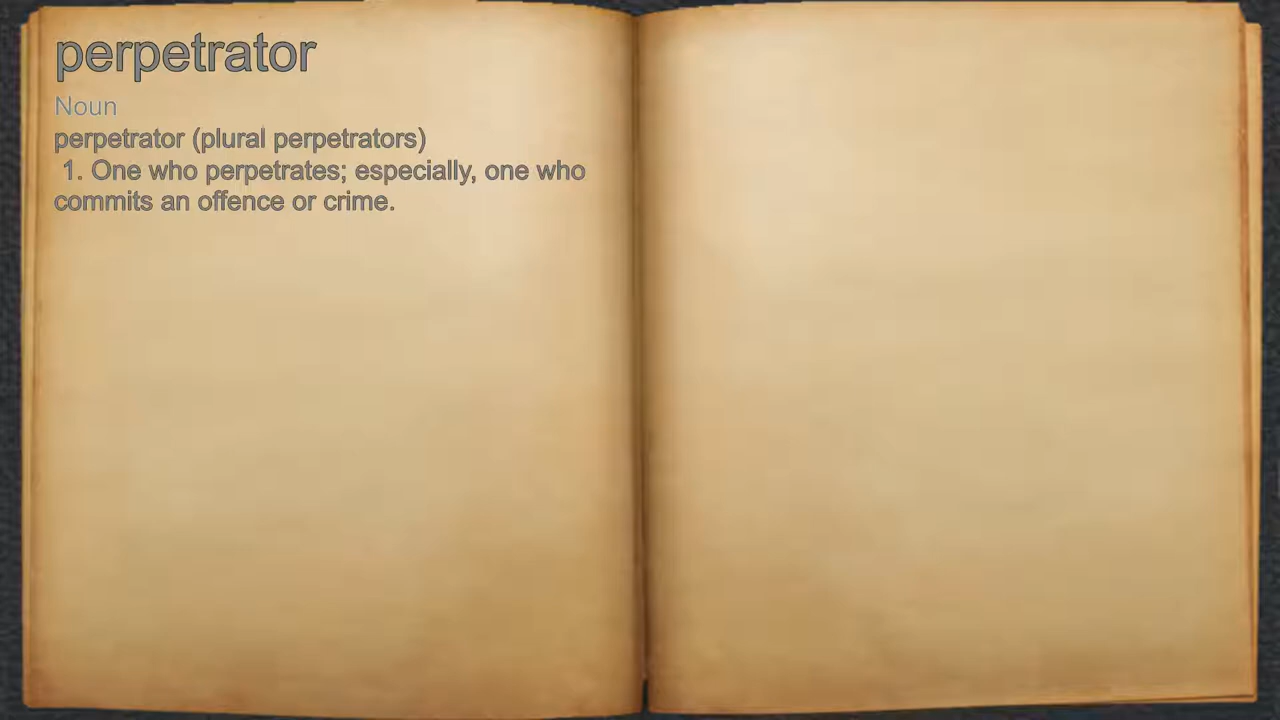 perpetrator
Noun
perpetrator (plural perpetrators)
1. One who perpetrates; especially, one who
commits an offence or crime.